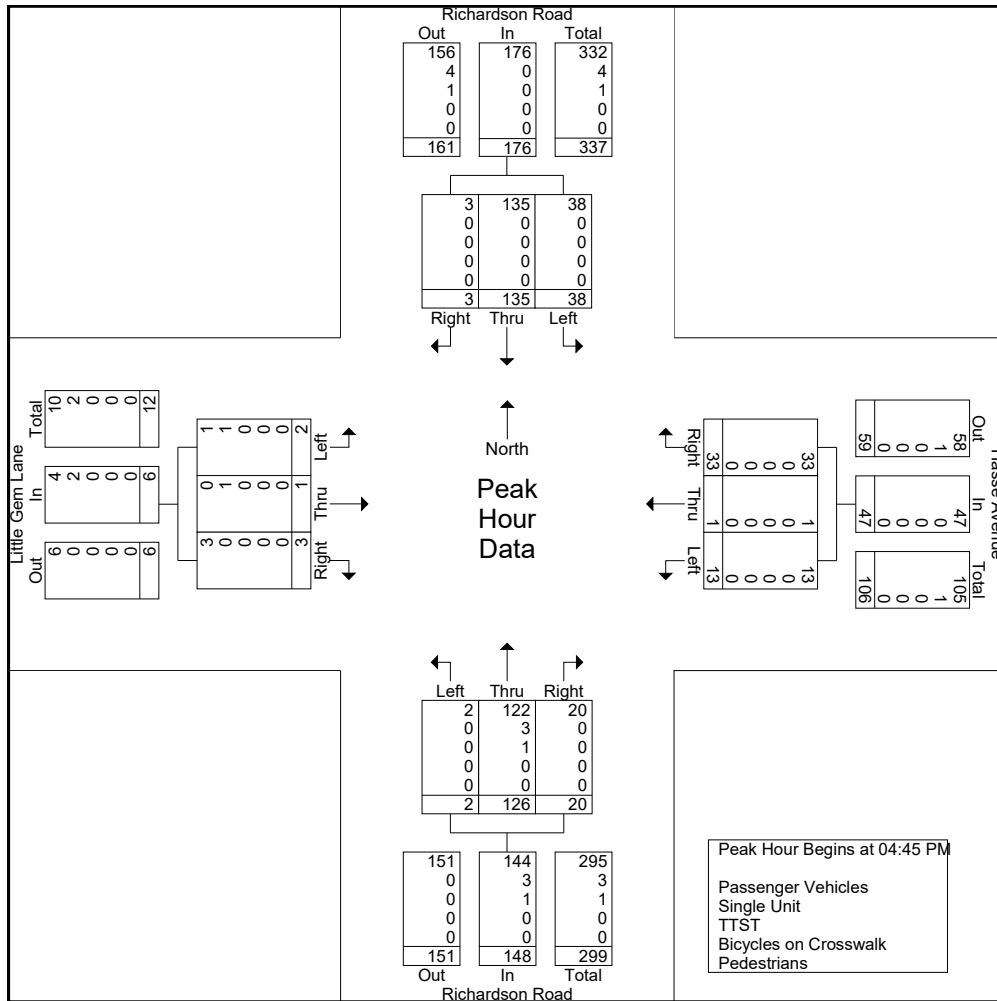 Richardson Road
Out In Total
156 176 332
4 0 4
1 0 1
0 0 0
0 0 0
161 176 337
3 135 38
0 0 0
0 0 0
0 0 0
0 0 0
3 135 38
Right Thru Left
Little Gem Lane
Total
10 2 0 0 0 12
In
4 2 0 0 0 6
Out
6 0 0 0 0 6
1 1 0 0 0 2
Left
0 1 0 0 0 1
Thru
3 0 0 0 0 3
Right
North
Peak
Hour
Data
Right
33 0 0 0 0 33
Thru
1 0 0 0 0 1
Left
13 0 0 0 0 13
Out
58 1 0 0 0 59
In
47 0 0 0 0 47
Total
105 1 0 0 0 106
Avenue
Left Thru Right
2 122 20
0 3 0
0 1 0
0 0 0
0 0 0
2 126 20
151 144 295
0 3 3
0 1 1
0 0 0
0 0 0
151 148 299
Out In Total
Richardson Road
Peak Hour Begins at 04:45 PM
Passenger Vehicles
Single Unit
TTST
Bicycles on Crosswalk
Pedestrians